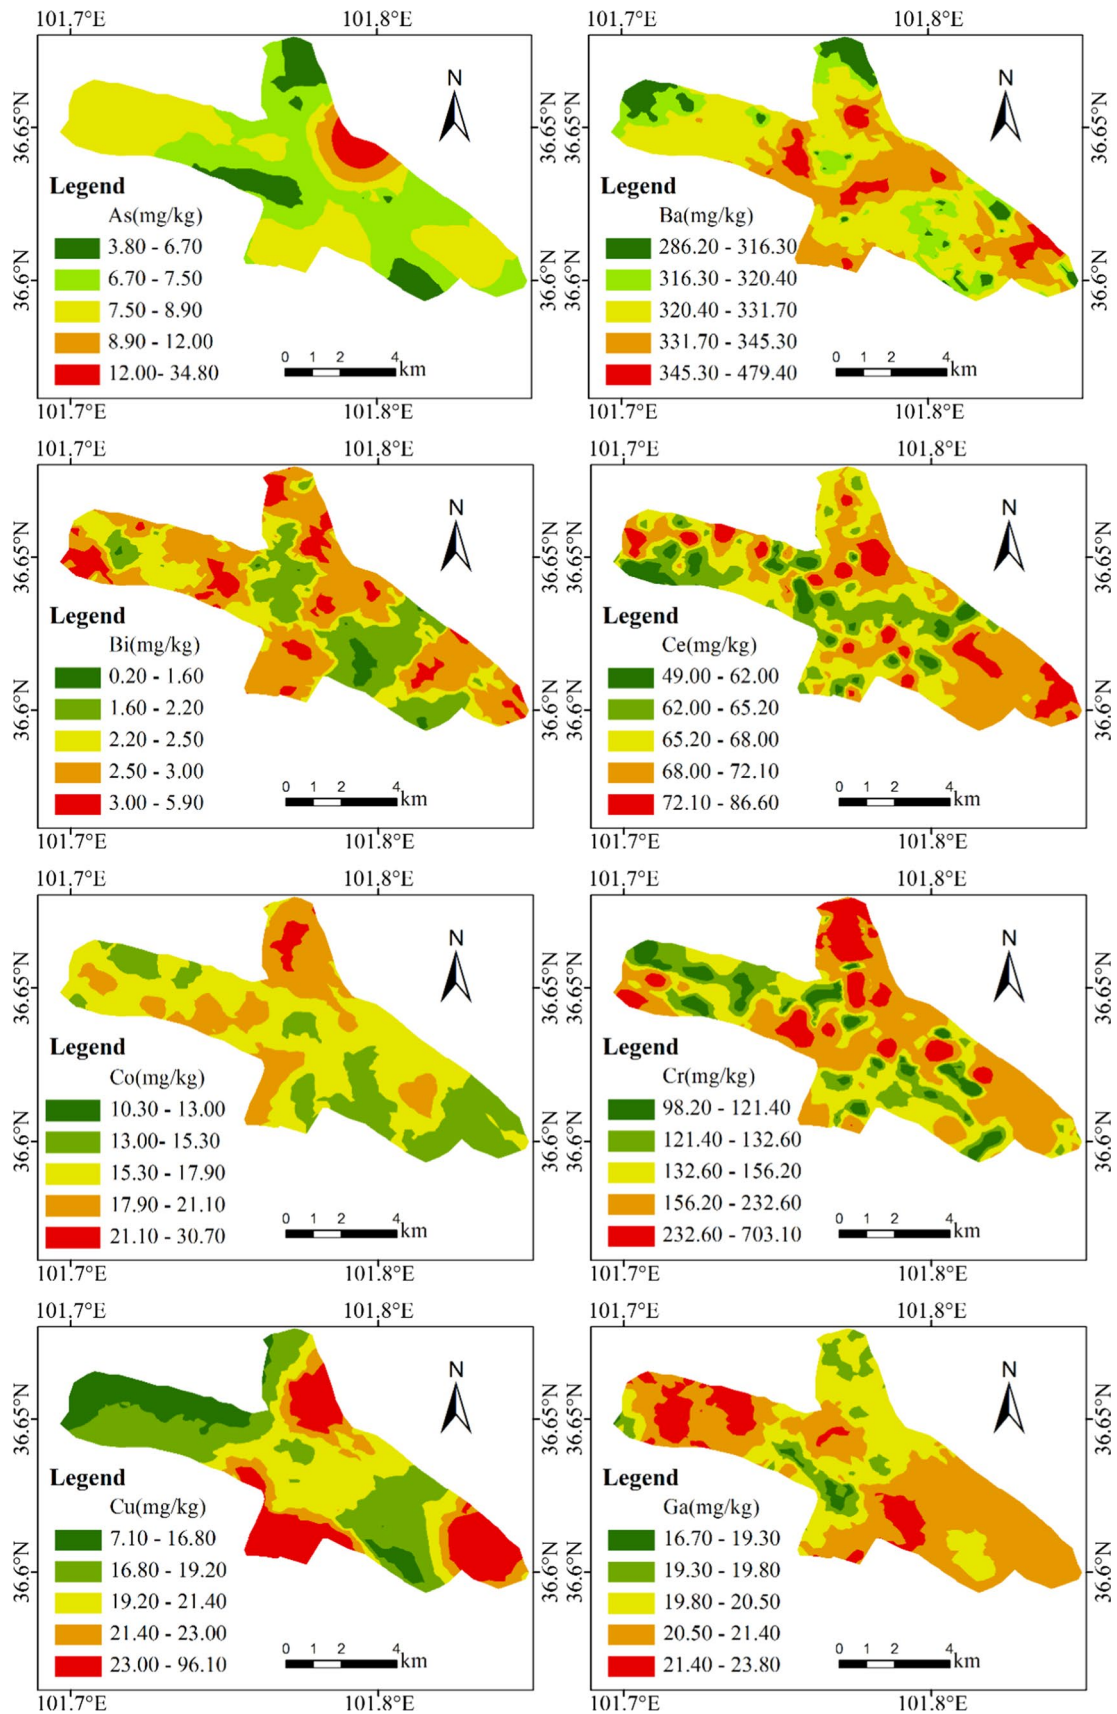 101.7°E 101.8°E 101.7°E 101.8°E
36.65°N 36.65°N 36.65°N 36.65°N
36.6°N 36.6°N 36.6°N 36.6°N
N
Legend
As(mg/kg)
3.80 - 6.70
6.70 - 7.50
7.50 - 8.90
8.90 - 12.00
12.00- 34.80
0 1 2 4
km
N
Legend
Ba(mg/kg)
286.20 - 316.30
316.30 - 320.40
320.40 - 331.70
331.70 - 345.30
345.30 - 479.40
0 1 2 4
km
101.7°E 101.8°E 101.7°E 101.8°E
101.7°E 101.8°E 101.7°E 101.8°E
36.65°N 36.65°N 36.65°N 36.65°N
36.6°N 36.6°N 36.6°N 36.6°N
N
Legend
Bi(mg/kg)
0.20 - 1.60
1.60 - 2.20
2.20 - 2.50
2.50 - 3.00
3.00 - 5.90
0 1 2 4
km
N
Legend
Ce(mg/kg)
49.00 - 62.00
62.00 - 65.20
65.20 - 68.00
68.00 - 72.10
72.10 - 86.60
0 1 2 4
km
101.7°E 101.8°E 101.7°E 101.8°E
101.7°E 101.8°E 101.7°E 101.8°E
36.65°N 36.65°N 36.65°N 36.65°N
36.6°N 36.6°N 36.6°N 36.6°N
N
Legend
Co(mg/kg)
10.30 - 13.00
13.00- 15.30
15.30 - 17.90
17.90 - 21.10
21.10 - 30.70
0 1 2 4
km
N
Legend
Cr(mg/kg)
98.20 - 121.40
121.40 - 132.60
132.60 - 156.20
156.20 - 232.60
232.60 - 703.10
0 1 2 4
km
101.7°E 101.8°E 101.7°E 101.8°E
101.7°E 101.8°E 101.7°E 101.8°E
36.65°N 36.65°N 36.65°N 36.65°N
36.6°N 36.6°N 36.6°N 36.6°N
N
Legend
Cu(mg/kg)
7.10 - 16.80
16.80 - 19.20
19.20 - 21.40
21.40 - 23.00
23.00 - 96.10
0 1 2 4
km
N
Legend
Ga(mg/kg)
16.70 - 19.30
19.30 - 19.80
19.80 - 20.50
20.50 - 21.40
21.40 - 23.80
0 1 2 4
km
101.7°E 101.8°E 101.7°E 101.8°E